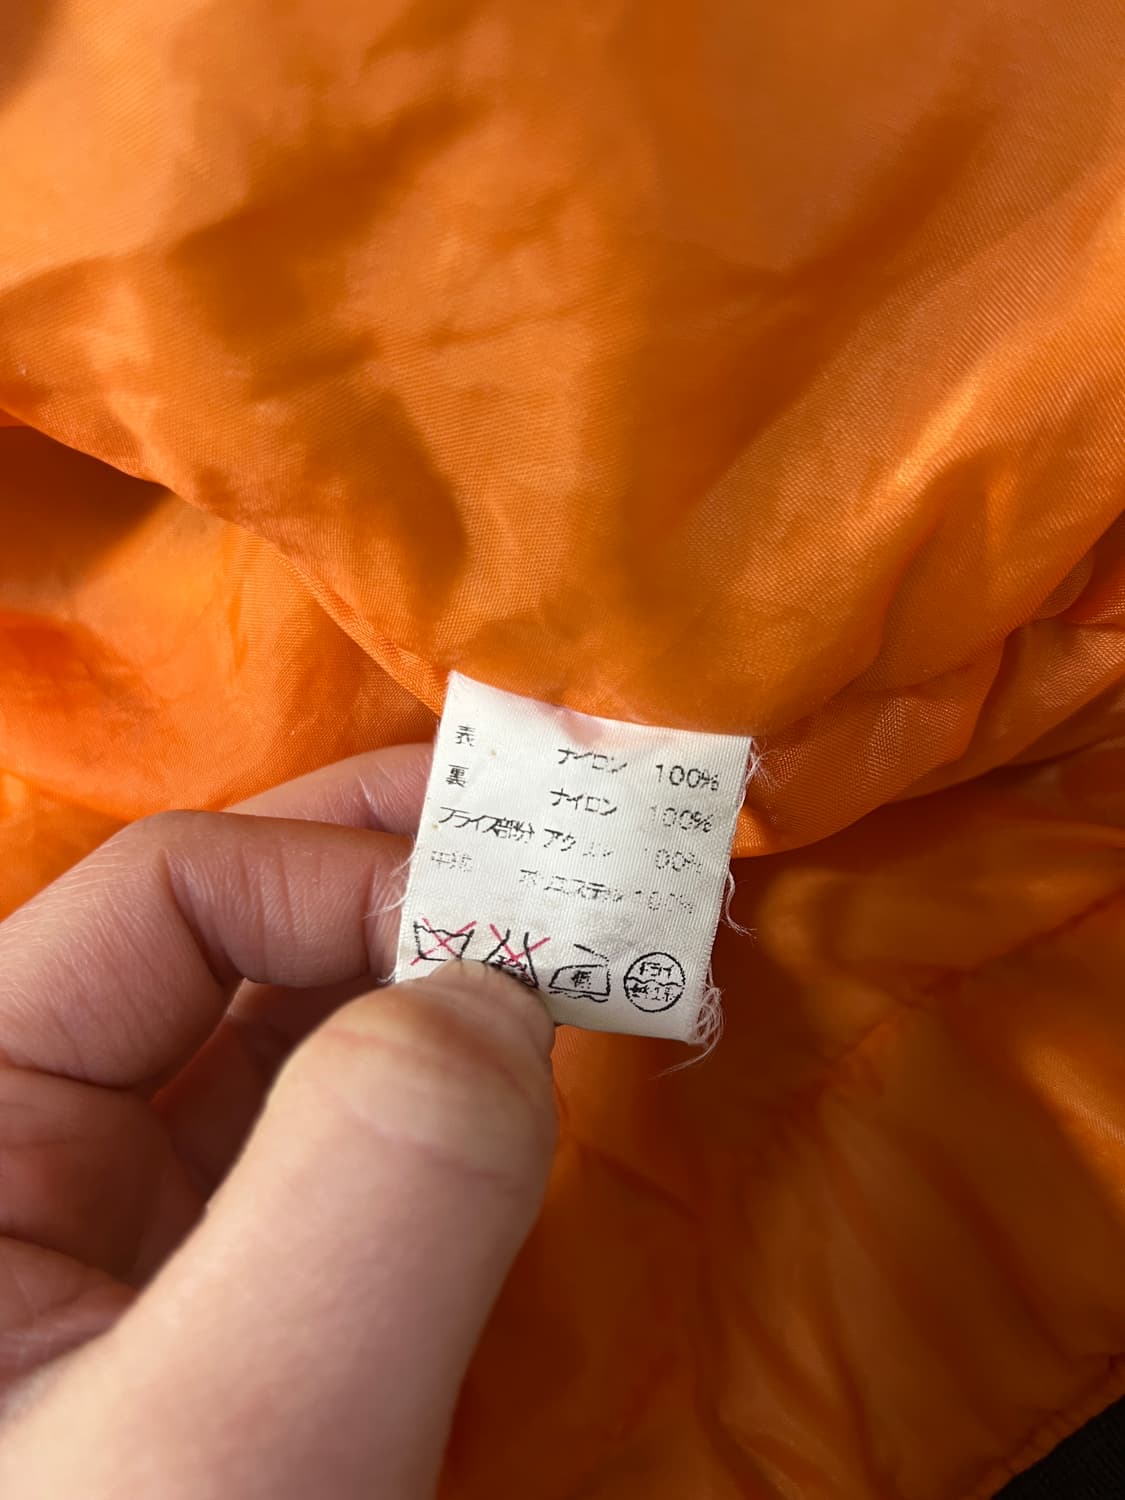 表 ナイロン 100%
裏 ナイロン 100%
フライス部分 アクリル 100%
中地 ポリエステル 100%
低 ドライ